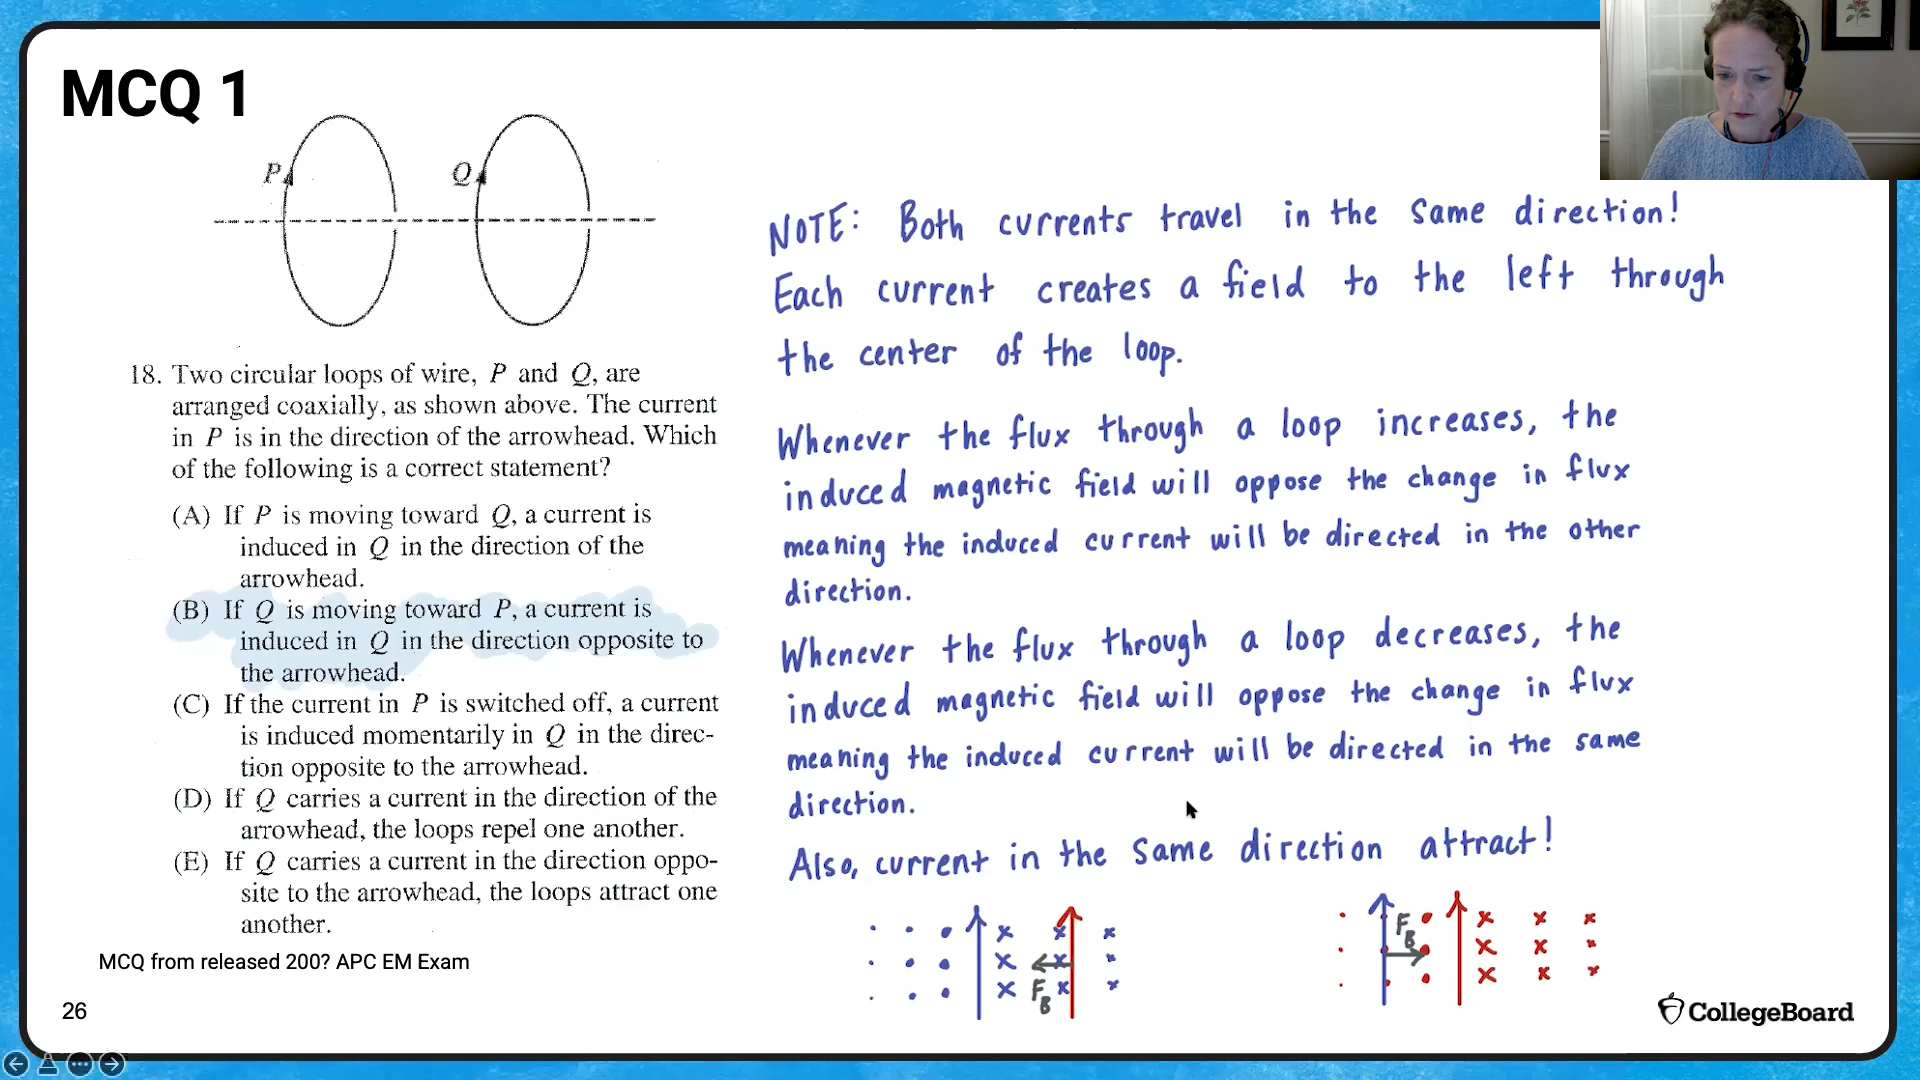 MCQ 1
P
Q
18. Two circular loops of wire, P and Q, are
arranged coaxially, as shown above. The current
in P is in the direction of the arrowhead. Which
of the following is a correct statement?
(A) If P is moving toward Q, a current is
induced in Q in the direction of the
arrowhead.
(B) If Q is moving toward P, a current is
induced in Q in the direction opposite to
the arrowhead.
(C) If the current in P is switched off, a current
is induced momentarily in Q in the direc-
tion opposite to the arrowhead.
(D) If Q carries a current in the direction of the
arrowhead, the loops repel one another.
(E) If Q carries a current in the direction oppo-
site to the arrowhead, the loops attract one
another.
MCQ from released 200? APC EM Exam
26
NOTE: Both currents travel in the same direction!
Each current creates a field to the left through
the center of the loop.
Whenever the flux through a loop increases, the
induced magnetic field will oppose the change in flux
meaning the induced current will be directed in the other
direction.
Whenever the flux through a loop decreases, the
induced magnetic field will oppose the change in flux
meaning the induced current will be directed in the same
direction.
Also, current in the same direction attract!
FB
FB
CollegeBoard